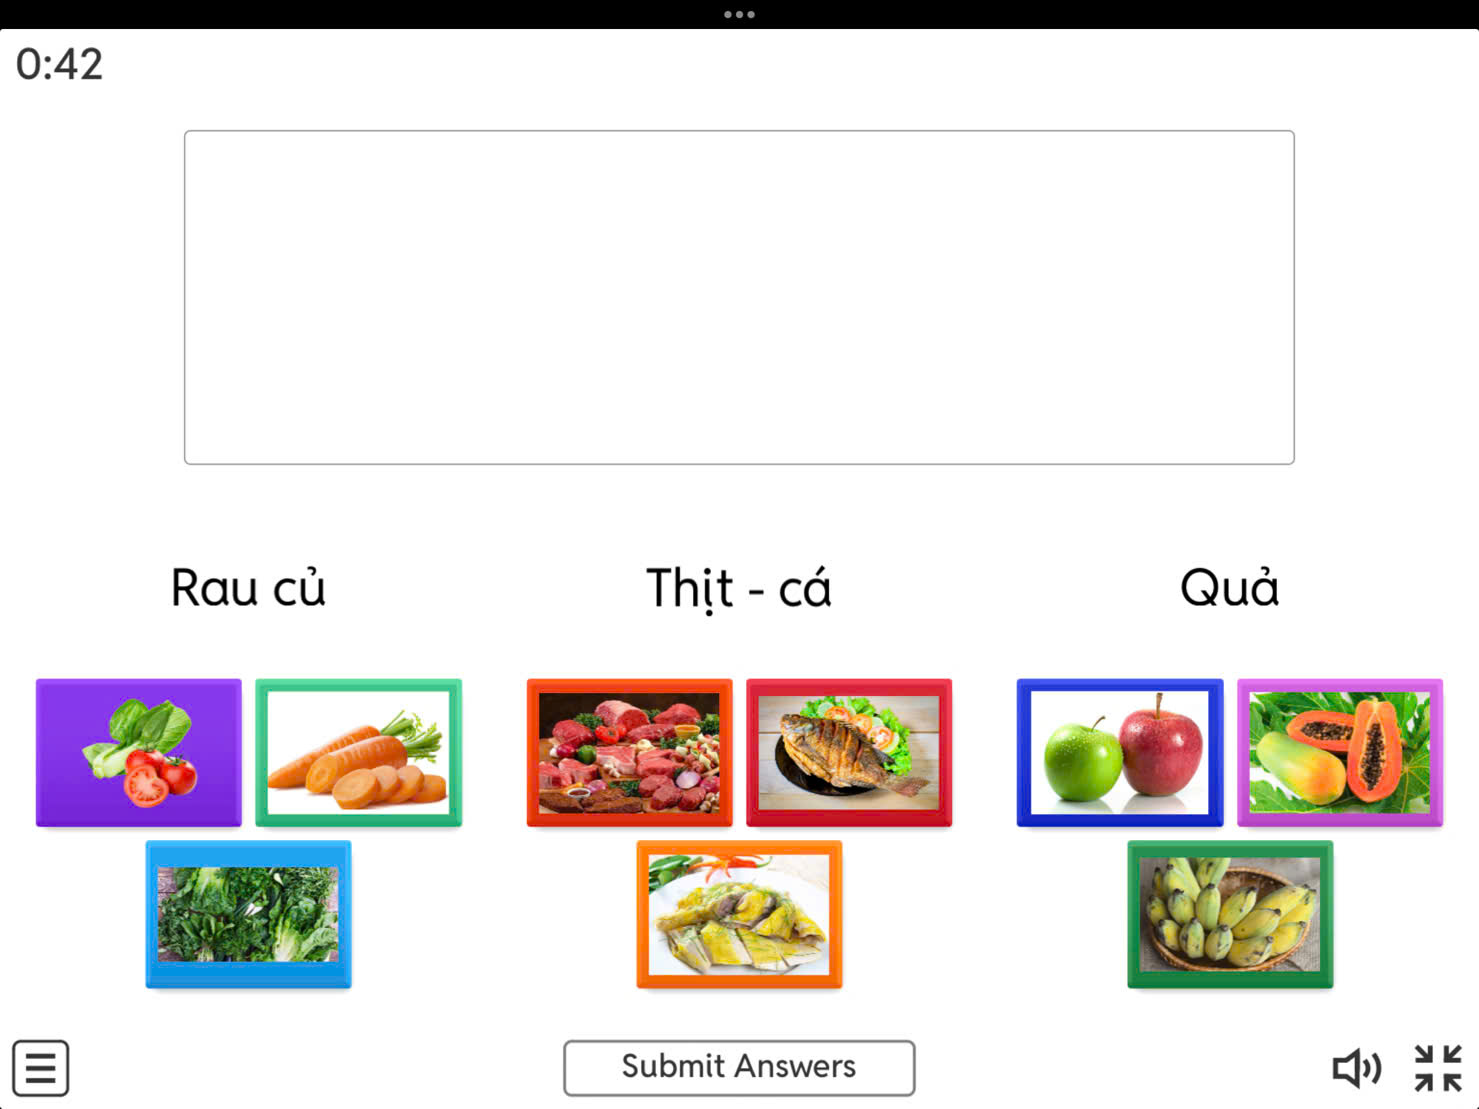 0:42
Rau củ
Thịt - cá
Quả
Submit Answers